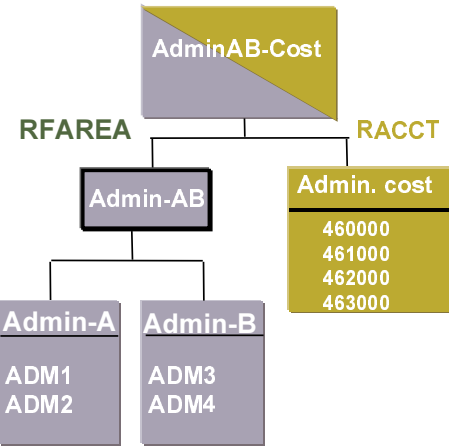 AdminAB-Cost
RFAREA
RACCT
Admin-AB
Admin. cost
460000
461000
462000
463000
Admin-A
ADM1
ADM2
Admin-B
ADM3
ADM4